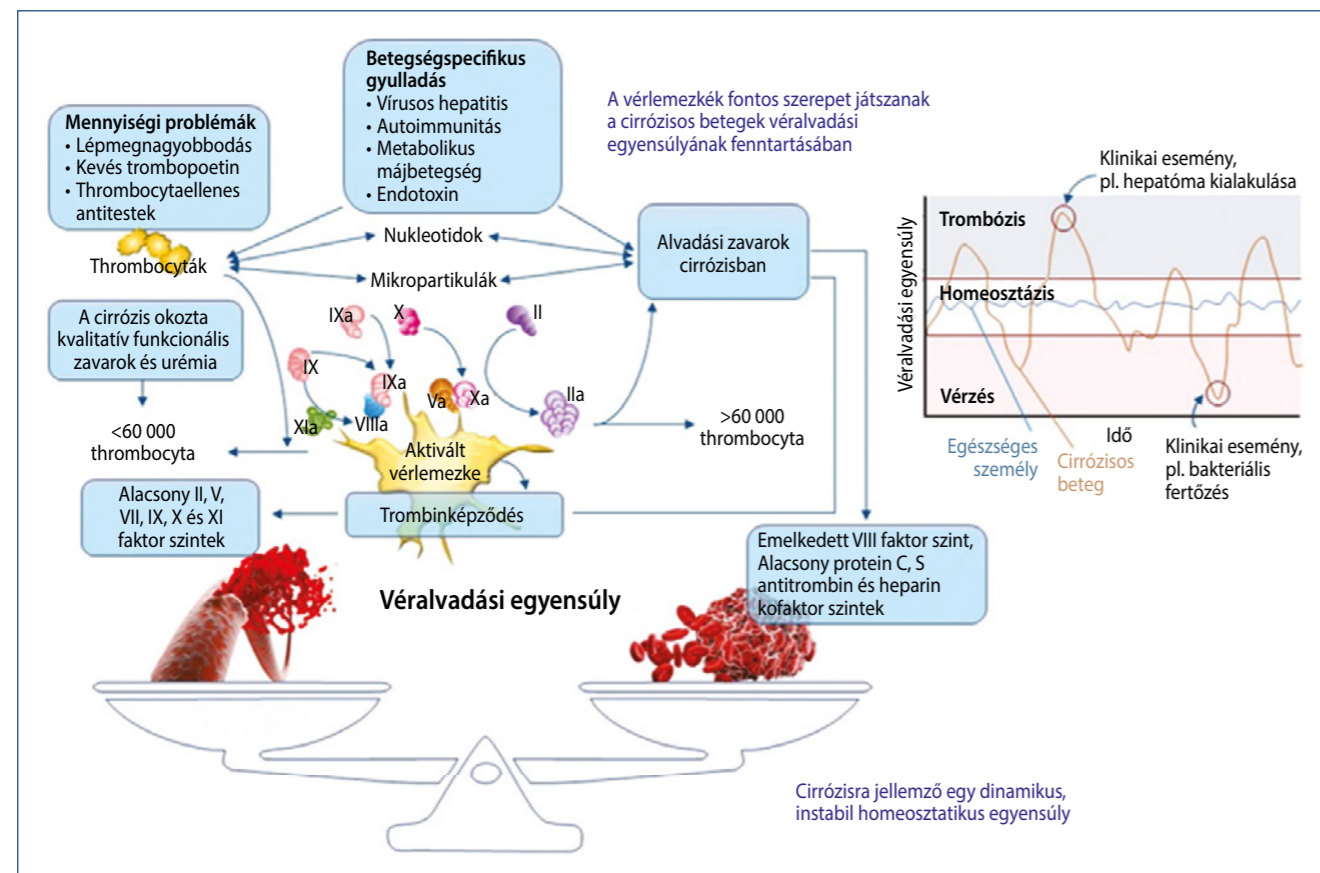 Mennyiségi problémák
• Lépmegnagyobbodás
• Kevés trombopoetin
• Thrombocytaellenes
antitestek
Betegségspecifikus
gyulladás
• Vírusos hepatitis
• Autoimmunitás
• Metabolikus
májbetegség
• Endotoxin
A vérlemezkék fontos szerepet játszanak
a cirrózisos betegek véralvadási
egyensúlyának fenntartásában
Thrombocyták
Nukleotidok
Mikropartikulák
Alvadási zavarok
cirrózisban
A cirrózis okozta
kvalitatív funkcionális
zavarok és urémia
<60 000
thrombocyta
IXa
X
II
IX
IXa
Va
Xa
IIa
XIa
VIIIa
Aktivált
vérlemezke
>60 000
thrombocyta
Alacsony II, V,
VII, IX, X és XI
faktor szintek
Trombinképződés
Emelkedett VIII faktor szint,
Alacsony protein C, S
antitrombin és heparin
kofaktor szintek
Véralvadási egyensúly
Klinikai esemény,
pl. hepatóma kialakulása
Véralvadási egyensúly
Trombózis
Homeosztázis
Vérzés
Idő
Egészséges
személy
Cirrózisos
beteg
Klinikai esemény,
pl. bakteriális
fertőzés
Cirrózisra jellemző egy dinamikus,
instabil homeosztatikus egyensúly